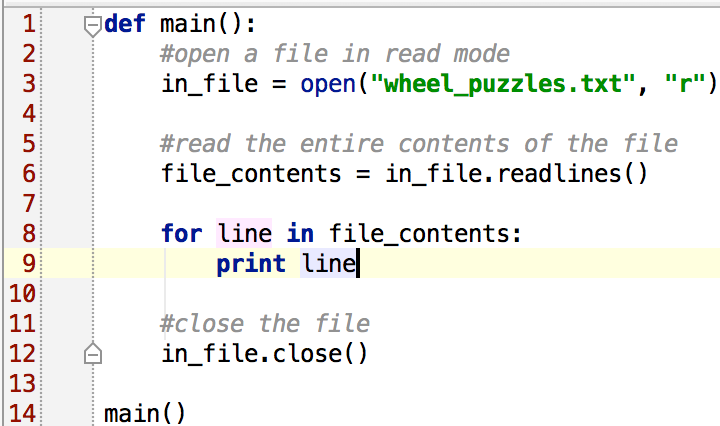 1 def main():
2 #open a file in read mode
3 in_file = open("wheel_puzzles.txt", "r")
4
5 #read the entire contents of the file
6 file_contents = in_file.readlines()
7
8 for line in file_contents:
9 print line
10
11 #close the file
12 in_file.close()
13
14 main()